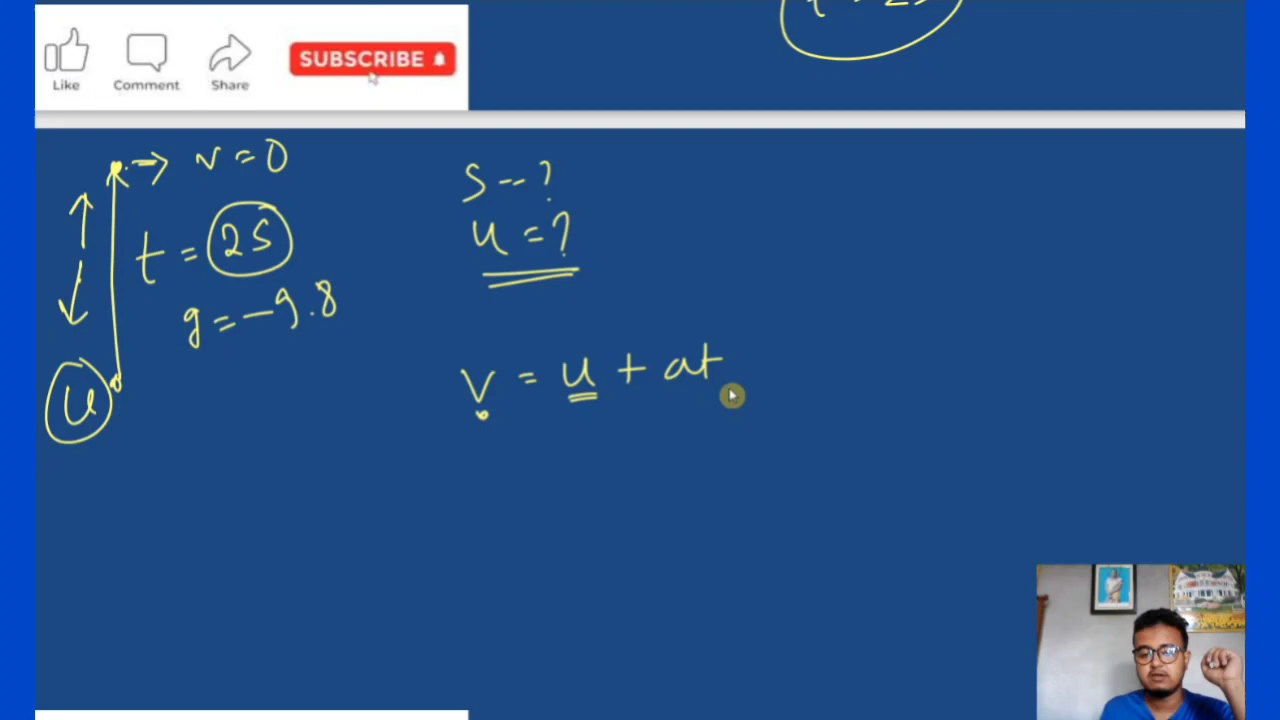 Like Comment Share SUBSCRIBE
v = 0
t = 2s
g = -9.8
u
s -- ?
u = ?
v = u + at